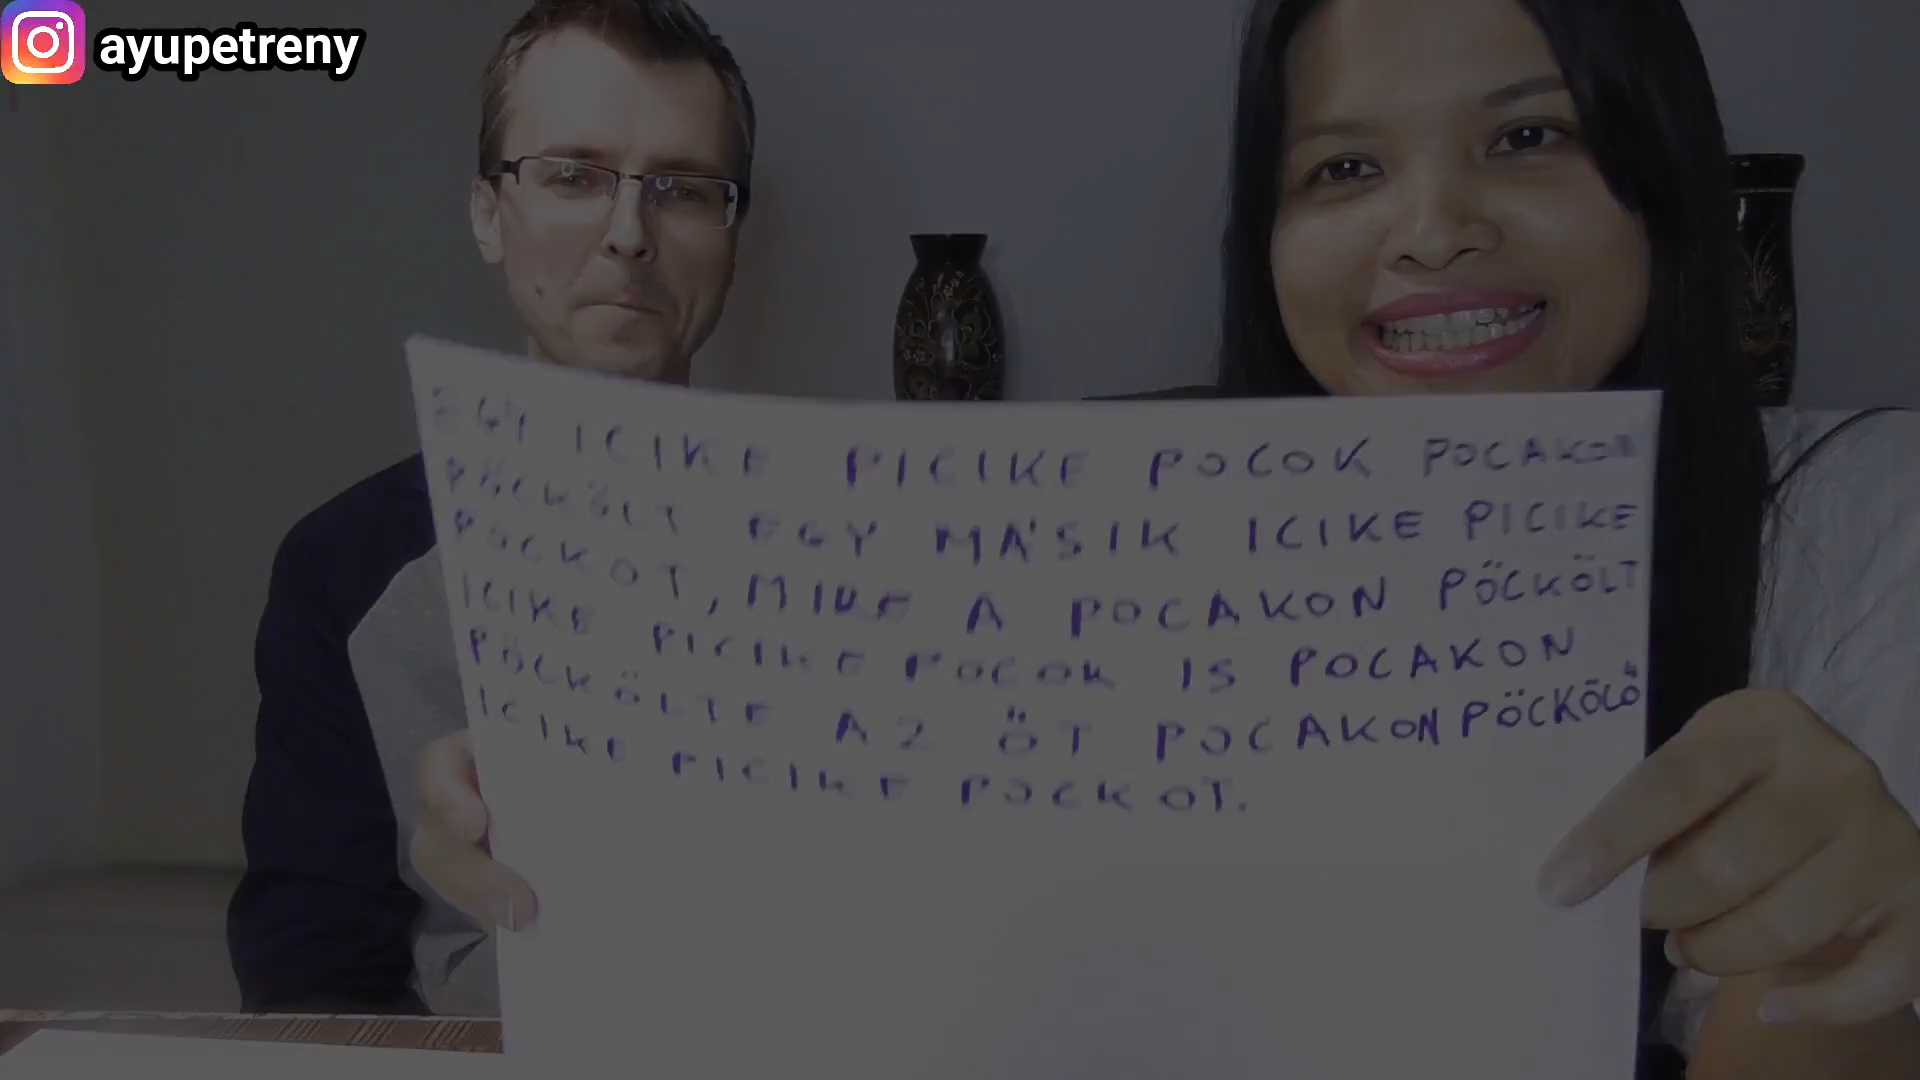 ayupetreny
EGY ICIKE PICIKE POCOK POCAKON
PÖCKÖLT EGY MÁSIK ICIKE PICIKE
POCKOT, MIRE A POCAKON PÖCKÖLT
ICIKE PICIKE POCOK IS POCAKON
PÖCKÖLTE AZ ÖT POCAKON PÖCKÖLŐ
ICIKE PICIKE POCKOT.